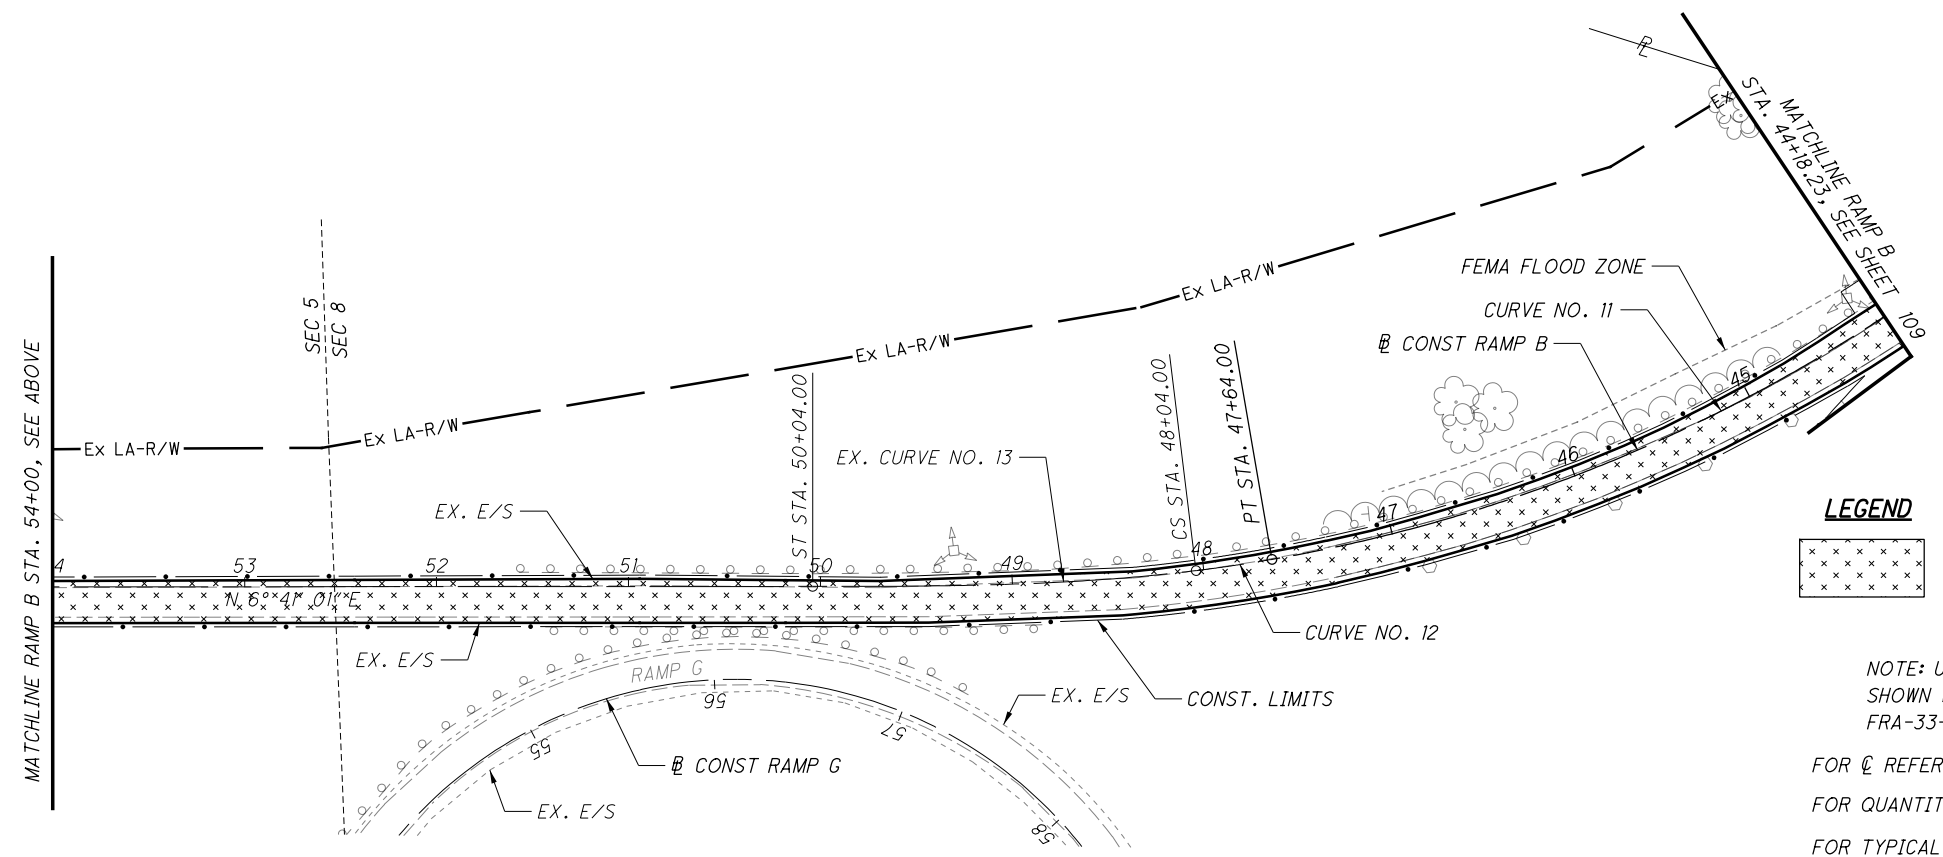 MATCHLINE RAMP B STA. 54+00, SEE ABOVE
SEC 5
SEC 8
Ex LA-R/W
Ex LA-R/W
Ex LA-R/W
Ex LA-R/W
Ex
MATCHLINE RAMP B
STA. 44+18.23, SEE SHEET 109
FEMA FLOOD ZONE
CURVE NO. 11
℄ CONST RAMP B
ST STA. 50+04.00
CS STA. 48+04.00
PT STA. 47+64.00
EX. CURVE NO. 13
EX. E/S
4
53
52
51
50
49
48
47
46
45
N 6° 41' 01" E
EX. E/S
CURVE NO. 12
CONST. LIMITS
RAMP G
EX. E/S
55
56
57
58
CONST RAMP G
EX. E/S
LEGEND
NOTE: U
SHOWN
FRA-33-
FOR ℄ REFER
FOR QUANTIT
FOR TYPICAL